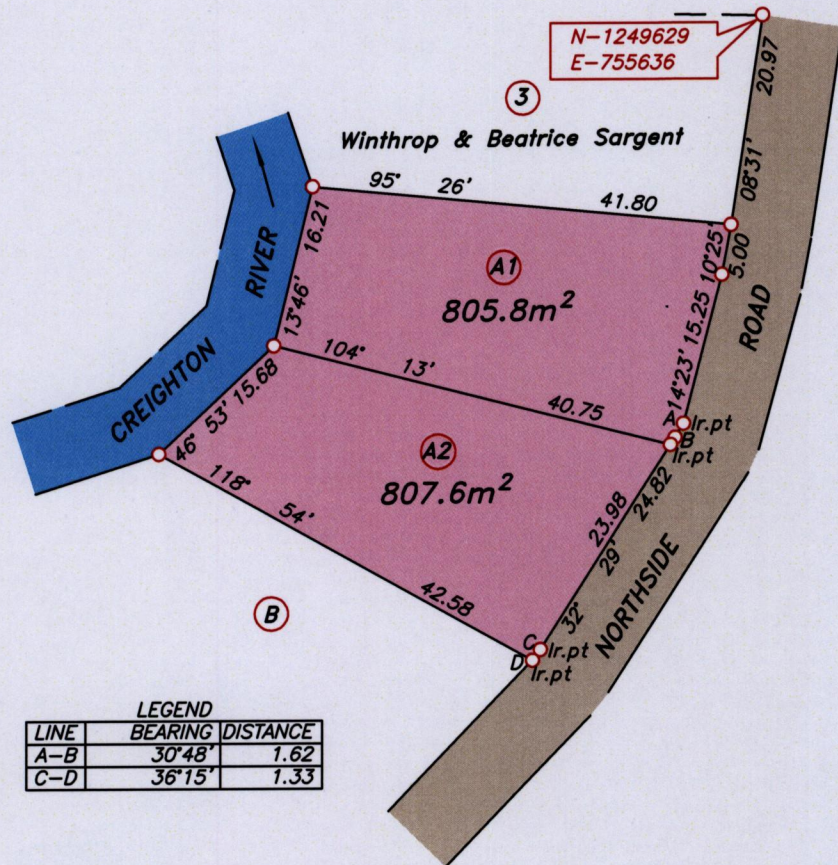 N-1249629
E-755636
20.97
08°31'
3
Winthrop & Beatrice Sargent
95° 26' 41.80
16.21
13°46'
RIVER
CREIGHTON
A1
805.8m²
10°25'
5.00
15.25
14°23'
ROAD
104° 13' 40.75
A Ir.pt
B
Ir.pt
46° 53' 15.68
A2
807.6m²
118° 54' 42.58
23.98
24.82
29'
32°
NORTHSIDE
C Ir.pt
D Ir.pt
B
LEGEND
LINE BEARING DISTANCE
A-B 30°48' 1.62
C-D 36°15' 1.33